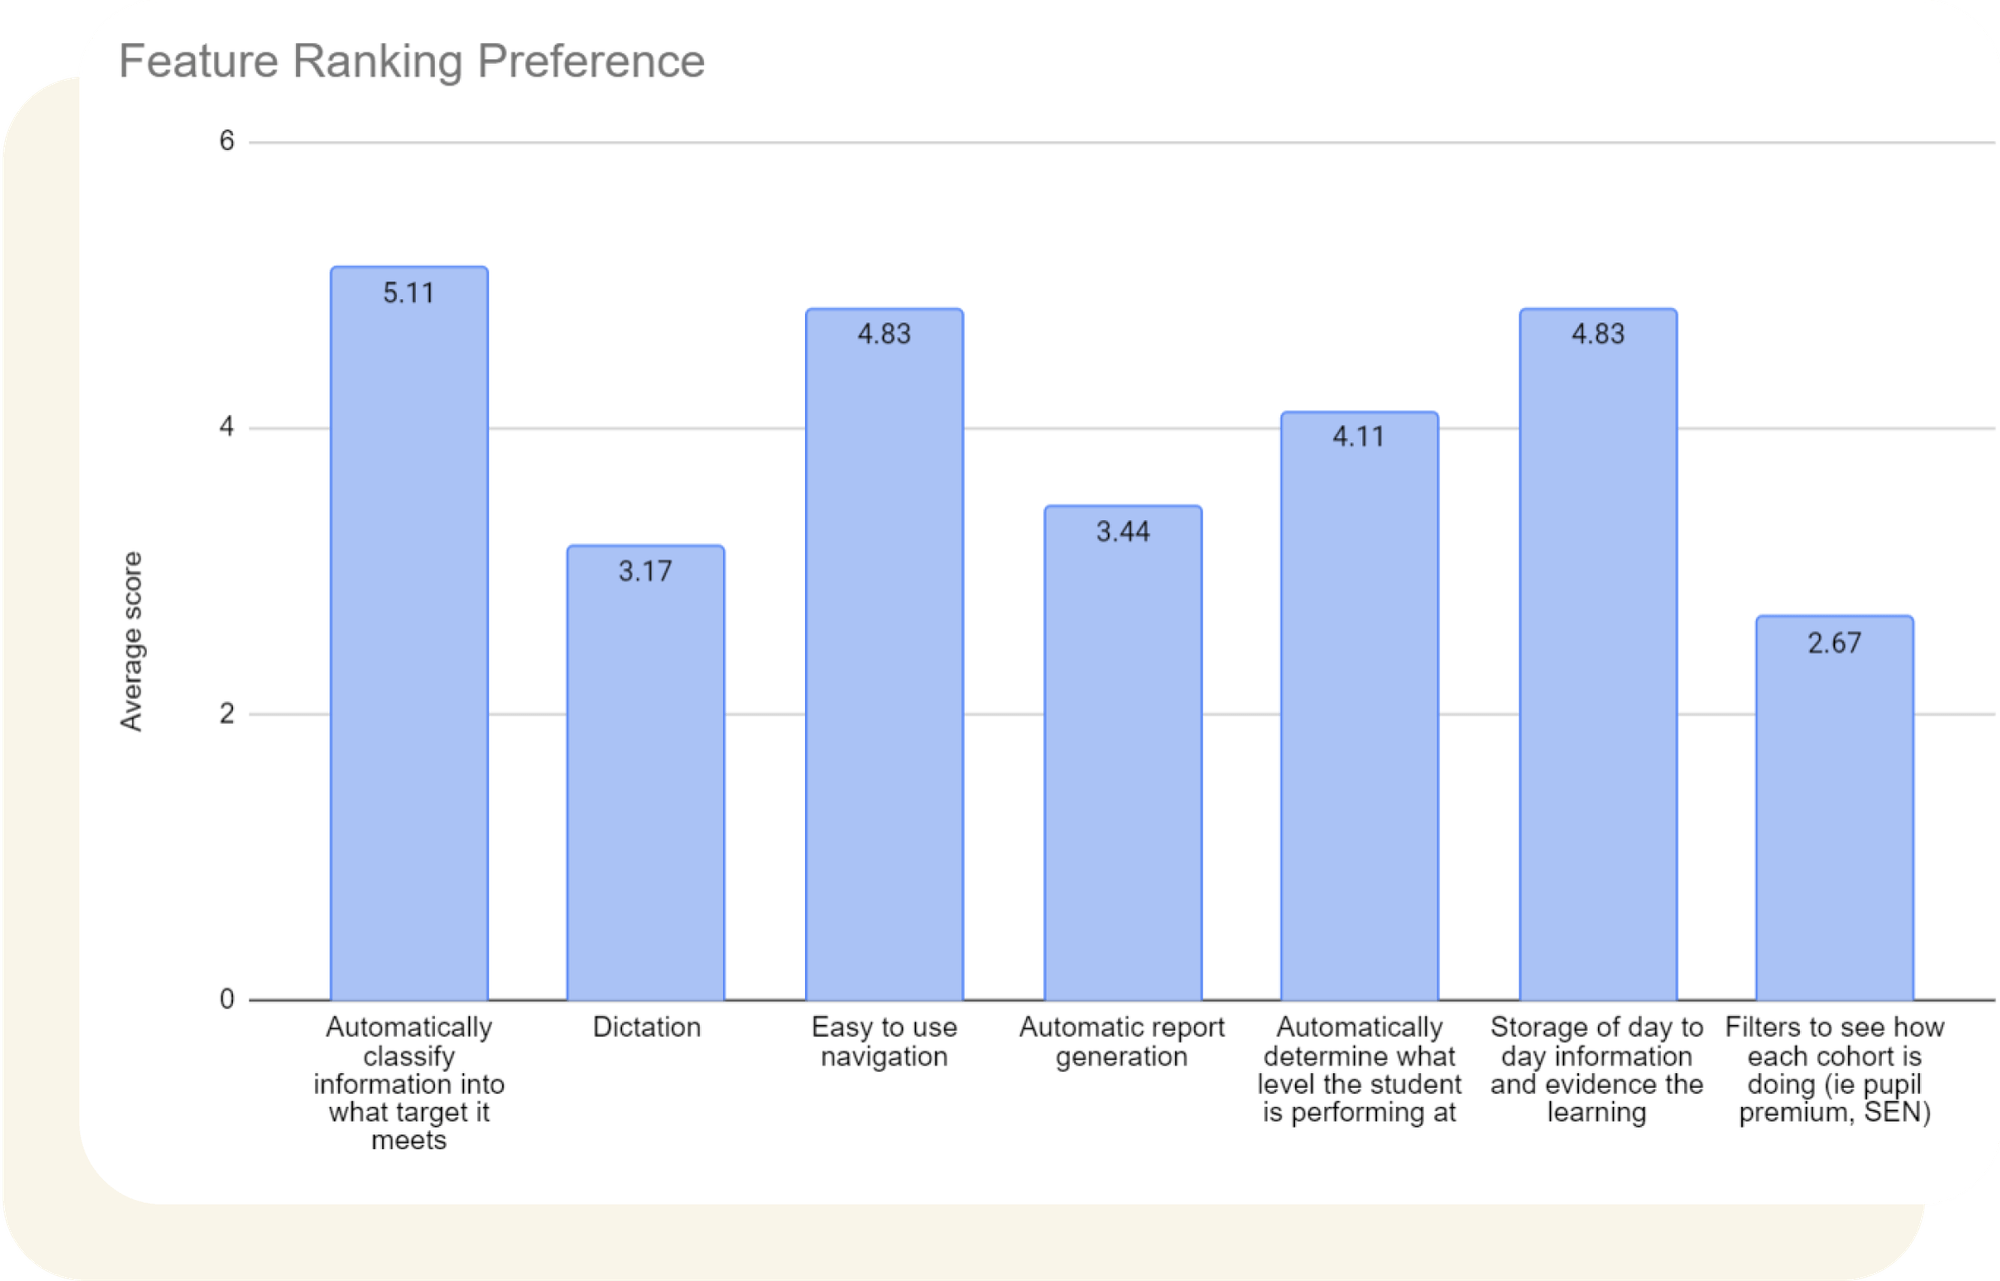 Feature Ranking Preference
6
4
2
0
Average score
5.11
3.17
4.83
3.44
4.11
4.83
2.67
Automatically
classify
information into
what target it
meets
Dictation
Easy to use
navigation
Automatic report
generation
Automatically
determine what
level the student
is performing at
Storage of day to
day information
and evidence the
learning
Filters to see how
each cohort is
doing (ie pupil
premium, SEN)